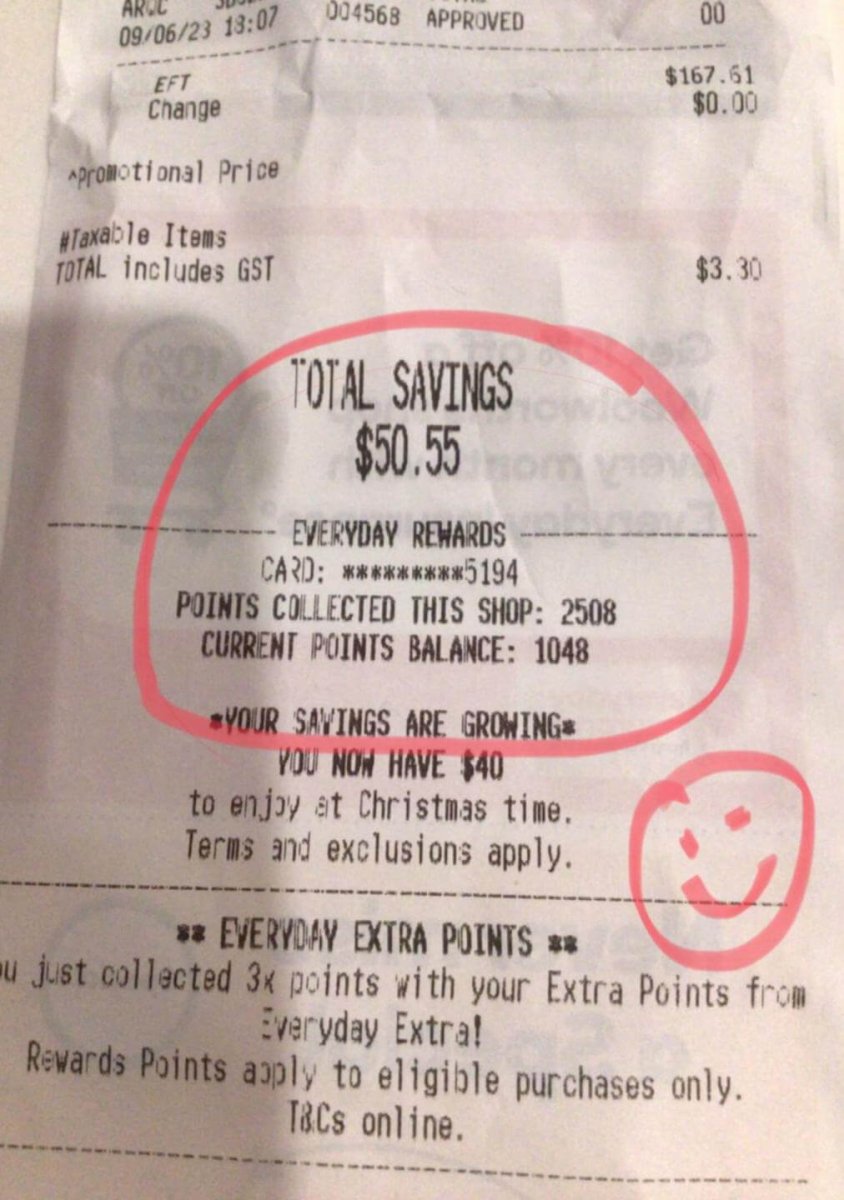 ARQC
09/06/23 13:07 004568 APPROVED 00
EFT $167.61
Change $0.00
^Promotional Price
#Taxable Items
TOTAL includes GST $3.30
TOTAL SAVINGS
$50.55
EVERYDAY REWARDS
CARD: *********5194
POINTS COLLECTED THIS SHOP: 2508
CURRENT POINTS BALANCE: 1048
*YOUR SAVINGS ARE GROWING*
YOU NOW HAVE $40
to enjoy at Christmas time.
Terms and exclusions apply.
** EVERYDAY EXTRA POINTS **
ou just collected 3x points with your Extra Points from
Everyday Extra!
Rewards Points apply to eligible purchases only.
T&Cs online.